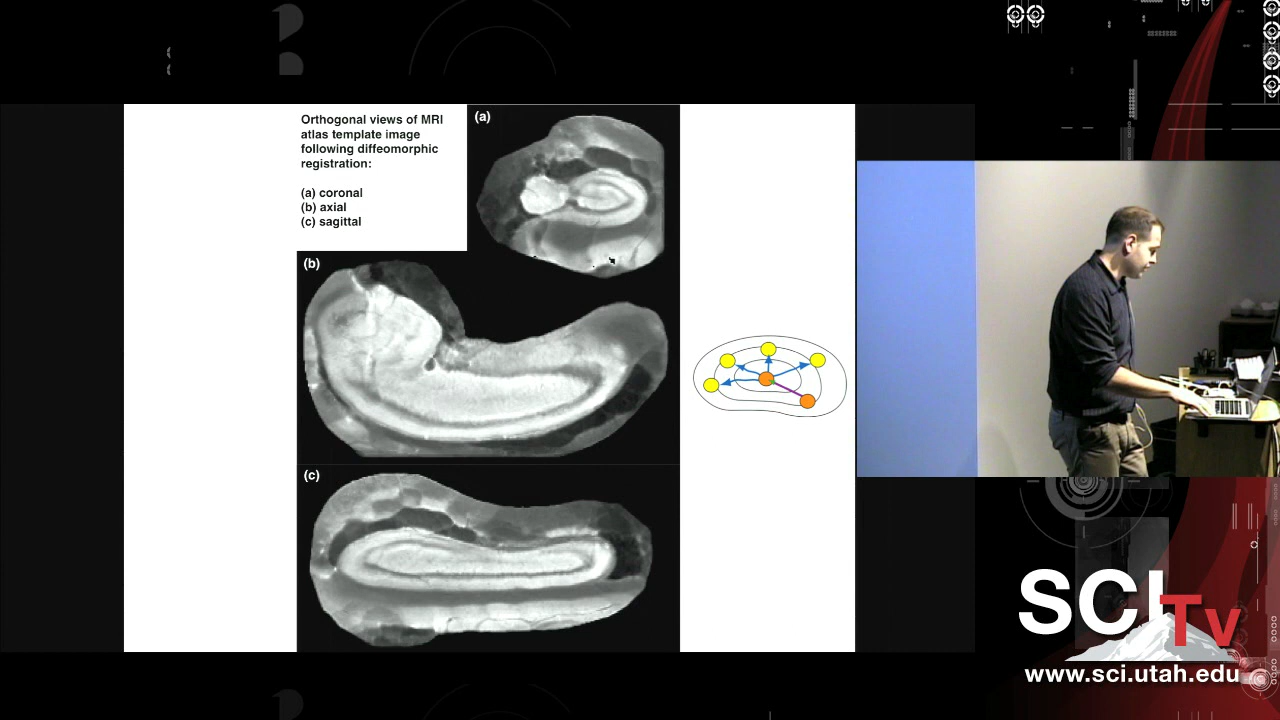 Orthogonal views of MRI
atlas template image
following diffeomorphic
registration:
(a) coronal
(b) axial
(c) sagittal
(a)
(b)
(c)
SCI
TV
www.sci.utah.edu